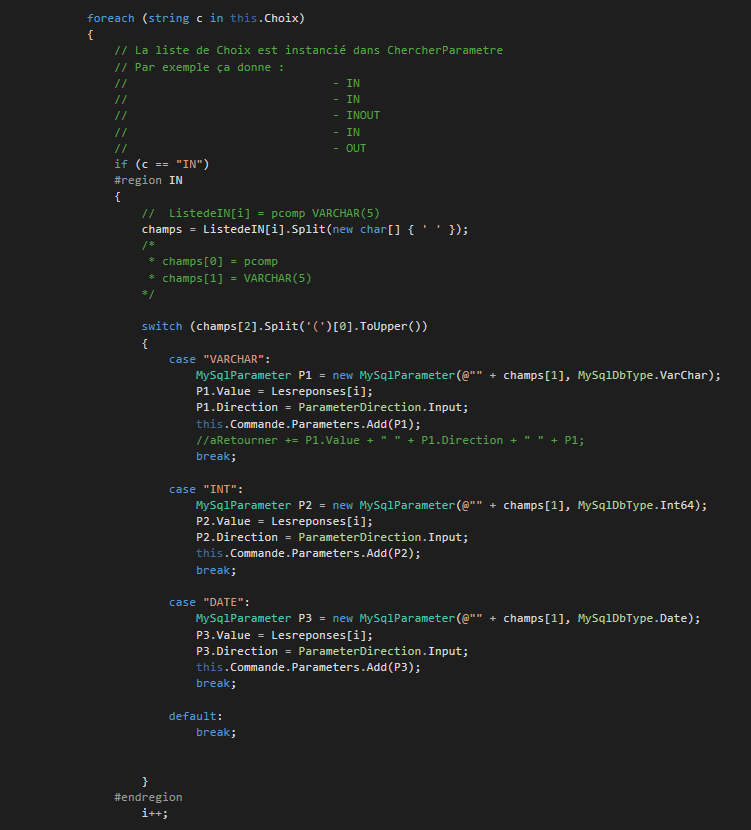 foreach (string c in this.Choix)
{
// La liste de Choix est instancié dans ChercherParametre
// Par exemple ça donne :
// - IN
// - IN
// - INOUT
// - IN
// - OUT
if (c == "IN")
#region IN
{
//  ListedeIN[i] = pcomp VARCHAR(5)
champs = ListedeIN[i].Split(new char[] { ' ' });
/*
* champs[0] = pcomp
* champs[1] = VARCHAR(5)
*/
switch (champs[2].Split('(')[0].ToUpper())
{
case "VARCHAR":
MySqlParameter P1 = new MySqlParameter(@"" + champs[1], MySqlDbType.VarChar);
P1.Value = Lesreponses[i];
P1.Direction = ParameterDirection.Input;
this.Commande.Parameters.Add(P1);
//aRetourner += P1.Value + " " + P1.Direction + " " + P1;
break;
case "INT":
MySqlParameter P2 = new MySqlParameter(@"" + champs[1], MySqlDbType.Int64);
P2.Value = Lesreponses[i];
P2.Direction = ParameterDirection.Input;
this.Commande.Parameters.Add(P2);
break;
case "DATE":
MySqlParameter P3 = new MySqlParameter(@"" + champs[1], MySqlDbType.Date);
P3.Value = Lesreponses[i];
P3.Direction = ParameterDirection.Input;
this.Commande.Parameters.Add(P3);
break;
default:
break;
}
#endregion
i++;